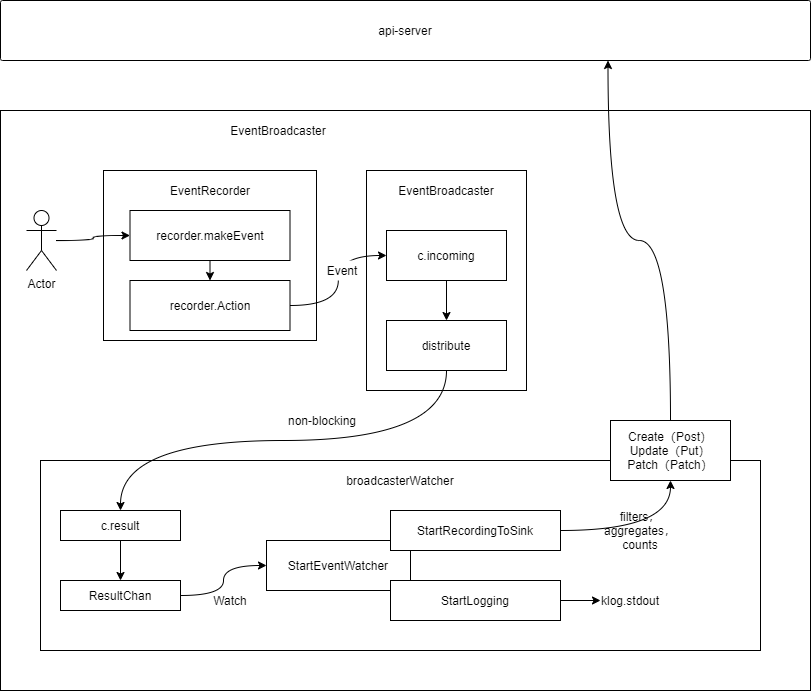 api-server
EventBroadcaster
EventRecorder
EventBroadcaster
recorder.makeEvent
c.incoming
Actor
Event
recorder.Action
distribute
non-blocking
Create（Post）
Update（Put）
Patch（Patch）
broadcasterWatcher
c.result
StartRecordingToSink
filters，
aggregates，
counts
StartEventWatcher
ResultChan
Watch
StartLogging
klog.stdout